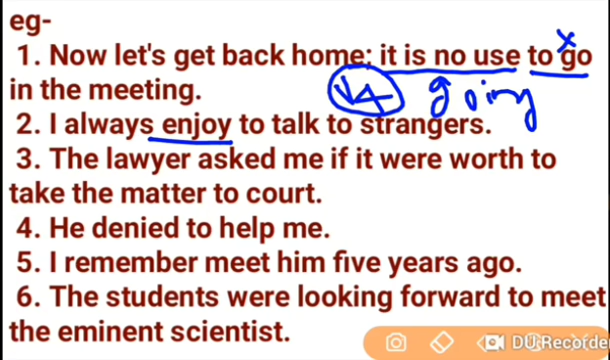 eg-
1. Now let's get back home; it is no use to go
in the meeting.
V4 going
2. I always enjoy to talk to strangers.
3. The lawyer asked me if it were worth to
take the matter to court.
4. He denied to help me.
5. I remember meet him five years ago.
6. The students were looking forward to meet
the eminent scientist.
DU Recorde